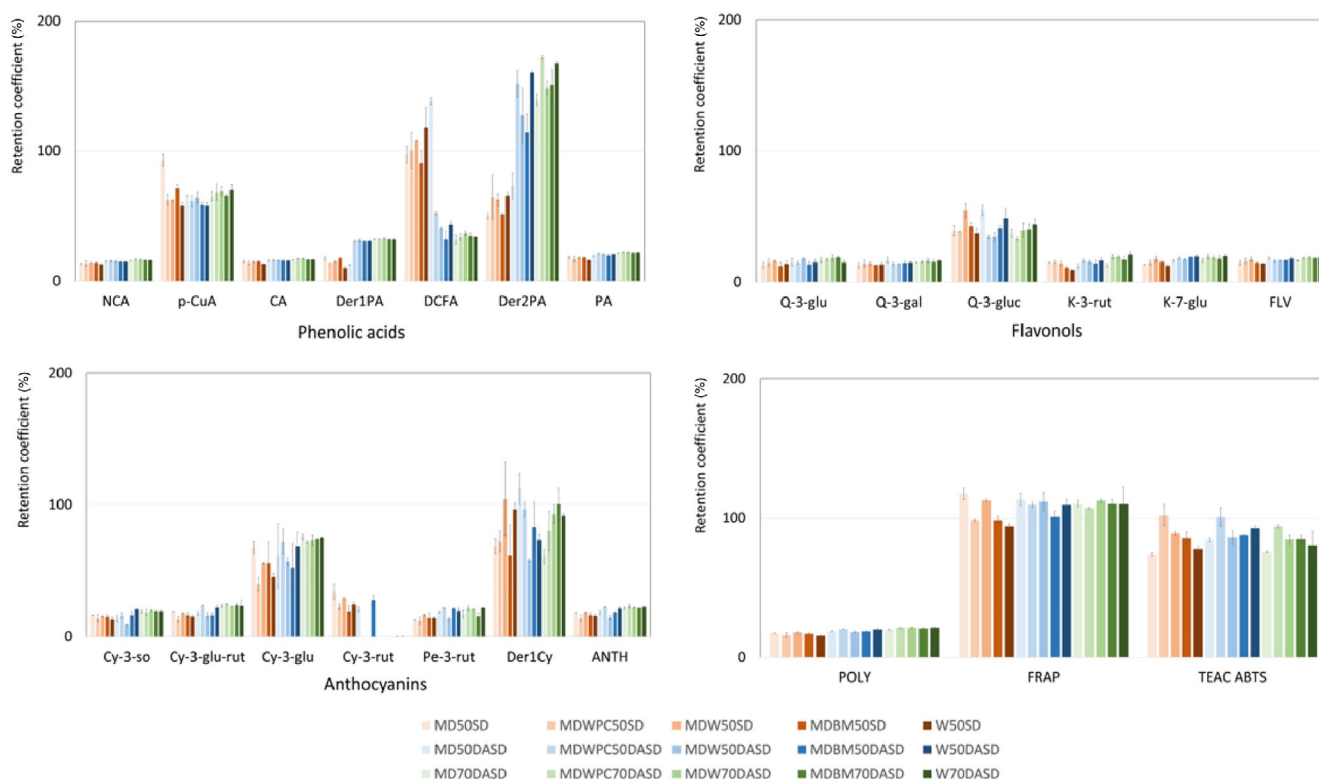 200
100
0
Retention coefficient (%)
NCA p-CuA CA Der1PA DCFA Der2PA PA
Phenolic acids
200
100
0
Retention coefficient (%)
Q-3-glu Q-3-gal Q-3-gluc K-3-rut K-7-glu FLV
Flavonols
200
100
0
Retention coefficient (%)
Cy-3-so Cy-3-glu-rut Cy-3-glu Cy-3-rut Pe-3-rut Der1Cy ANTH
Anthocyanins
200
100
0
Retention coefficient (%)
POLY FRAP TEAC ABTS
MD50SD MDWPC50SD MDW50SD MDBM50SD W50SD
MD50DASD MDWPC50DASD MDW50DASD MDBM50DASD W50DASD
MD70DASD MDWPC70DASD MDW70DASD MDBM70DASD W70DASD